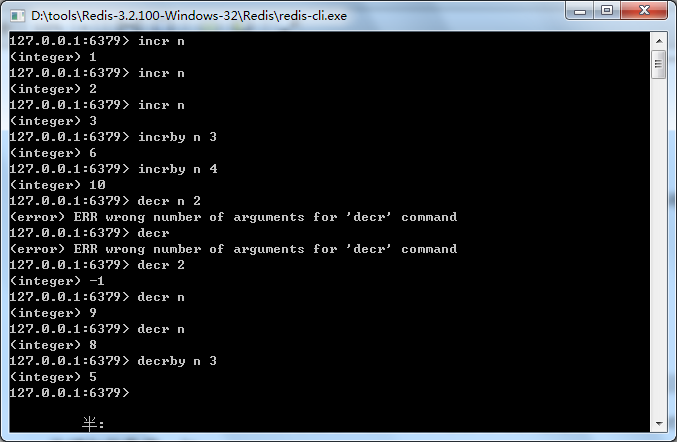 D:\tools\Redis-3.2.100-Windows-32\Redis\redis-cli.exe
127.0.0.1:6379> incr n
(integer) 1
127.0.0.1:6379> incr n
(integer) 2
127.0.0.1:6379> incr n
(integer) 3
127.0.0.1:6379> incrby n 3
(integer) 6
127.0.0.1:6379> incrby n 4
(integer) 10
127.0.0.1:6379> decr n 2
(error) ERR wrong number of arguments for 'decr' command
127.0.0.1:6379> decr
(error) ERR wrong number of arguments for 'decr' command
127.0.0.1:6379> decr 2
(integer) -1
127.0.0.1:6379> decr n
(integer) 9
127.0.0.1:6379> decr n
(integer) 8
127.0.0.1:6379> decrby n 3
(integer) 5
127.0.0.1:6379>
半: